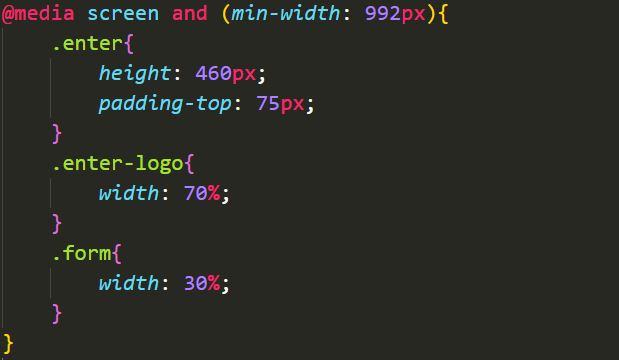 @media screen and (min-width: 992px){
    .enter{
        height: 460px;
        padding-top: 75px;
    }
    .enter-logo{
        width: 70%;
    }
    .form{
        width: 30%;
    }
}